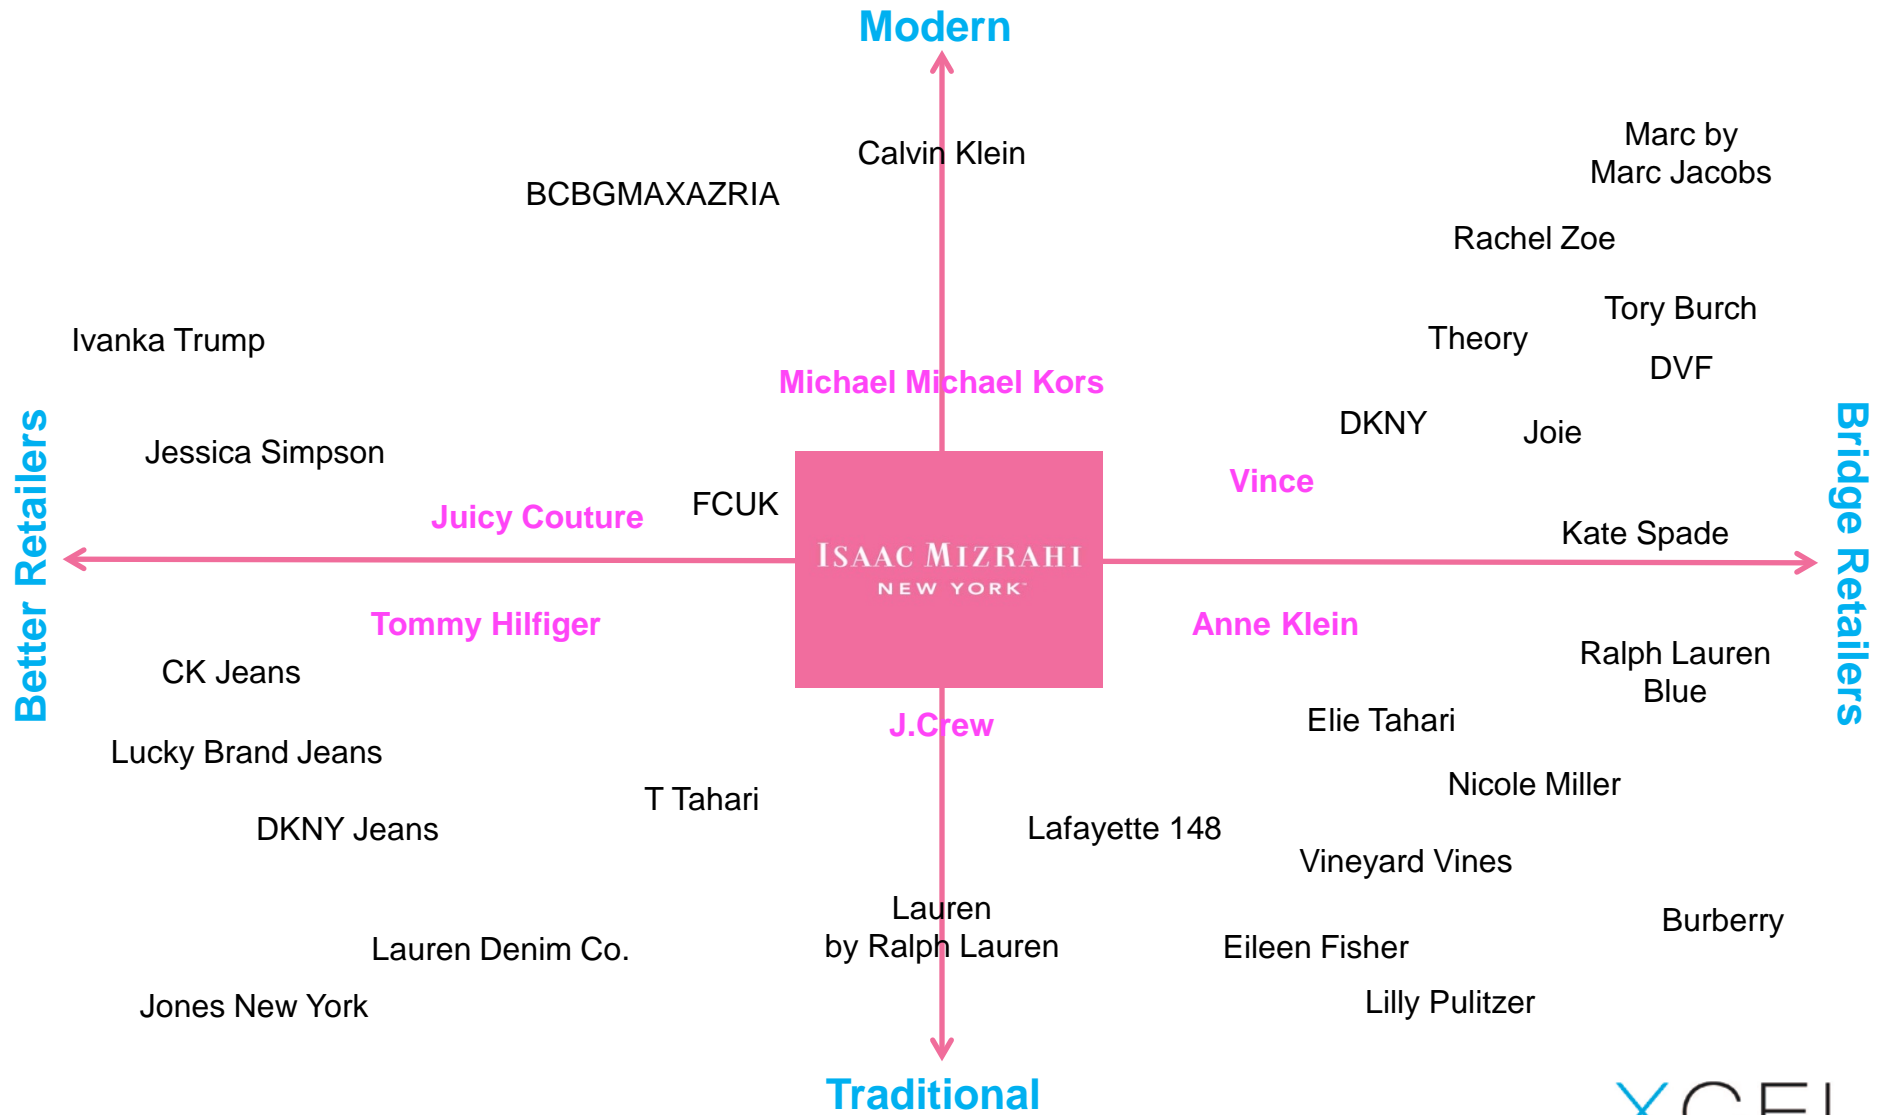 Modern
Calvin Klein
Marc by
Marc Jacobs
BCBGMAXAZRIA
Rachel Zoe
Tory Burch
Ivanka Trump
Theory
DVF
Michael Michael Kors
DKNY
Joie
Jessica Simpson
Vince
FCUK
Juicy Couture
Kate Spade
Better Retailers
ISAAC MIZRAHI
NEW YORK™
Bridge Retailers
Tommy Hilfiger
Anne Klein
CK Jeans
Ralph Lauren
Blue
J.Crew
Elie Tahari
Lucky Brand Jeans
Nicole Miller
T Tahari
DKNY Jeans
Lafayette 148
Vineyard Vines
Lauren
by Ralph Lauren
Burberry
Lauren Denim Co.
Eileen Fisher
Jones New York
Lilly Pulitzer
Traditional
XCEL